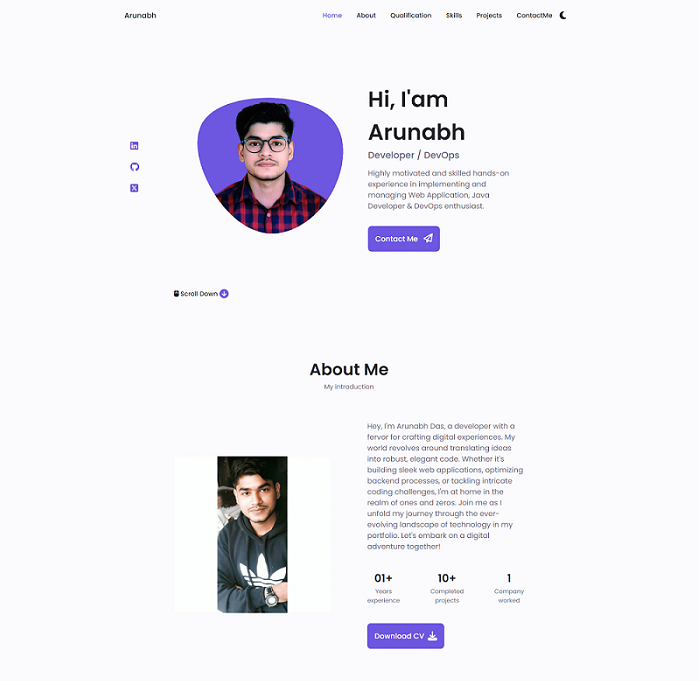 Arunabh
Home About Qualification Skills Projects ContactMe
Hi, I'am
Arunabh
Developer / DevOps
Highly motivated and skilled hands-on
experience in implementing and
managing Web Application, Java
Developer & DevOps enthusiast.
Contact Me
Scroll Down
About Me
My intraduction
Hey, I'm Arunabh Das, a developer with a
fervor for crafting digital experiences. My
world revolves around translating ideas
into robust, elegant code. Whether it's
building sleek web applications, optimizing
backend processes, or tackling intricate
coding challenges, I'm at home in the
realm of ones and zeros. Join me as I
unfold my journey through the ever-
evolving landscape of technology in my
portfolio. Let's embark on a digital
adventure together!
01+ 10+ 1
Years Completed Company
experience projects worked
Download CV